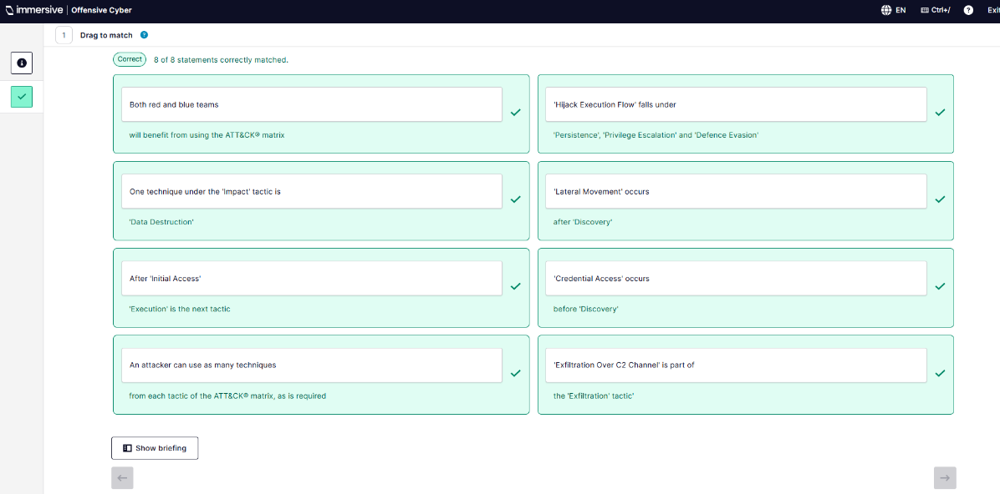 immersive | Offensive Cyber
EN Ctrl+/ ? Exit
1 Drag to match ?
Correct 8 of 8 statements correctly matched.
Both red and blue teams
will benefit from using the ATT&CK® matrix
'Hijack Execution Flow' falls under
'Persistence', 'Privilege Escalation' and 'Defence Evasion'
One technique under the 'Impact' tactic is
'Data Destruction'
'Lateral Movement' occurs
after 'Discovery'
After 'Initial Access'
'Execution' is the next tactic
'Credential Access' occurs
before 'Discovery'
An attacker can use as many techniques
from each tactic of the ATT&CK® matrix, as is required
'Exfiltration Over C2 Channel' is part of
the 'Exfiltration' tactic'
Show briefing